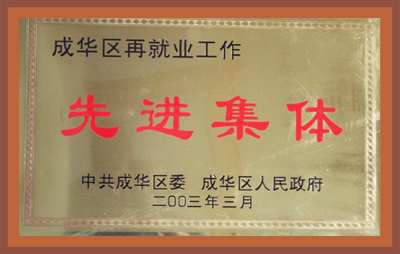 成华区再就业工作
先进集体
中共成华区委 成华区人民政府
二00三年三月